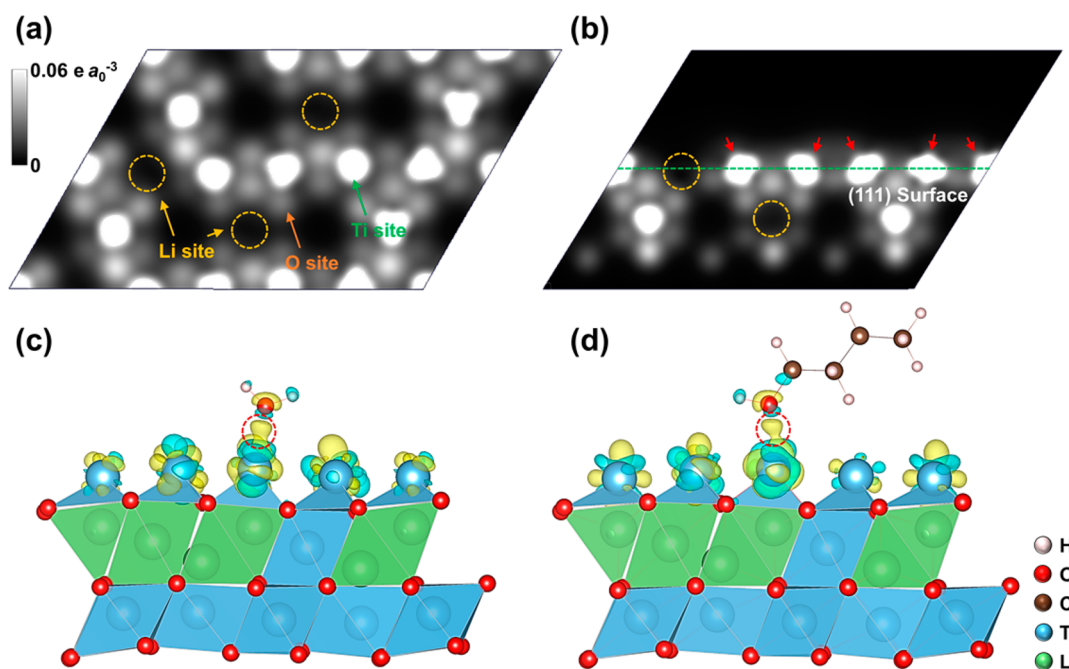 (a)
(b)
0.06 e a₀⁻³
0
Li site
O site
Ti site
(111) Surface
(c)
(d)
H
O
C
T
L